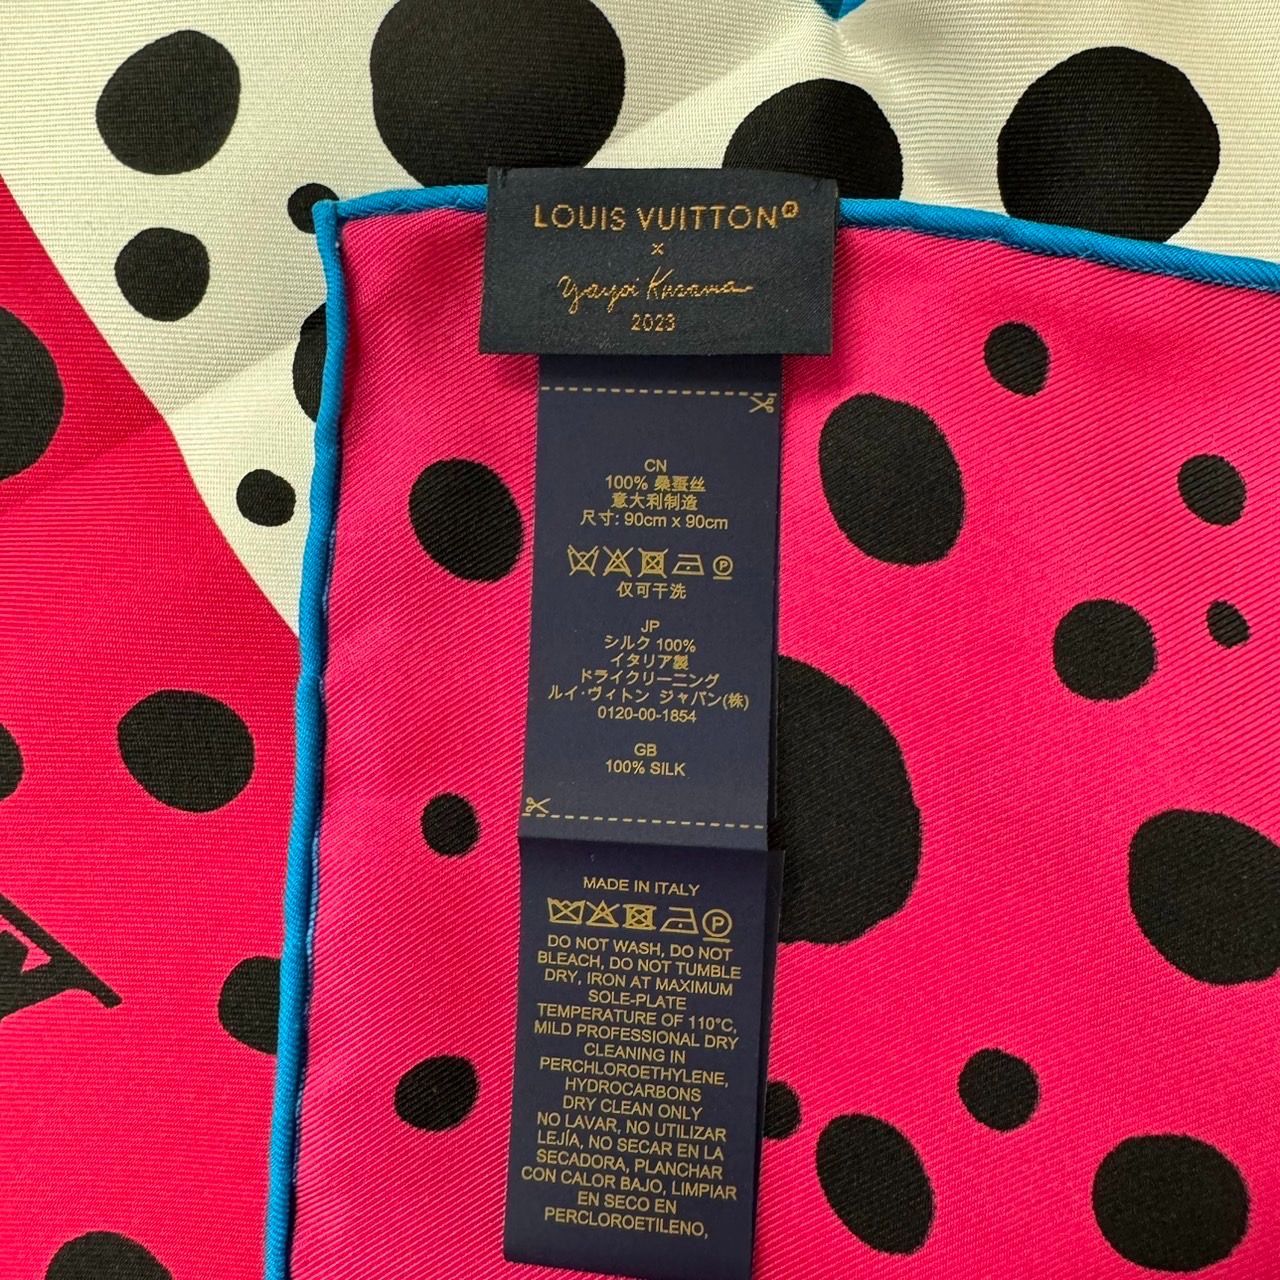 LOUIS VUITTON®
x
Yayoi Kusama
2023
CN
100% 桑蚕丝
意大利制造
尺寸: 90cm x 90cm
P
仅可干洗
JP
シルク 100%
イタリア製
ドライクリーニング
ルイ・ヴィトン ジャパン(株)
0120-00-1854
GB
100% SILK
MADE IN ITALY
P
DO NOT WASH, DO NOT
BLEACH, DO NOT TUMBLE
DRY, IRON AT MAXIMUM
SOLE-PLATE
TEMPERATURE OF 110°C,
MILD PROFESSIONAL DRY
CLEANING IN
PERCHLOROETHYLENE,
HYDROCARBONS
DRY CLEAN ONLY
NO LAVAR, NO UTILIZAR
LEJÍA, NO SECAR EN LA
SECADORA, PLANCHAR
CON CALOR BAJO, LIMPIAR
EN SECO EN
PERCLOROETILENO,